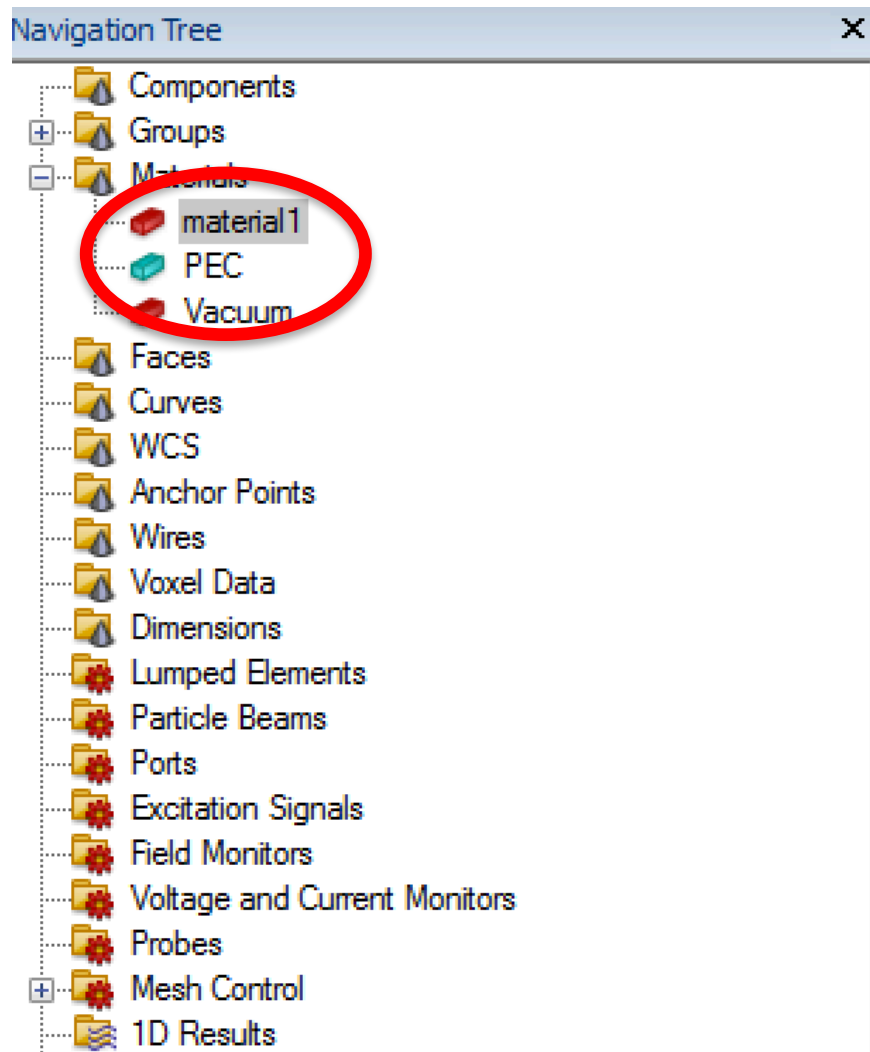 Navigation Tree
Components
Groups
Materials
material1
PEC
Vacuum
Faces
Curves
WCS
Anchor Points
Wires
Voxel Data
Dimensions
Lumped Elements
Particle Beams
Ports
Excitation Signals
Field Monitors
Voltage and Current Monitors
Probes
Mesh Control
1D Results